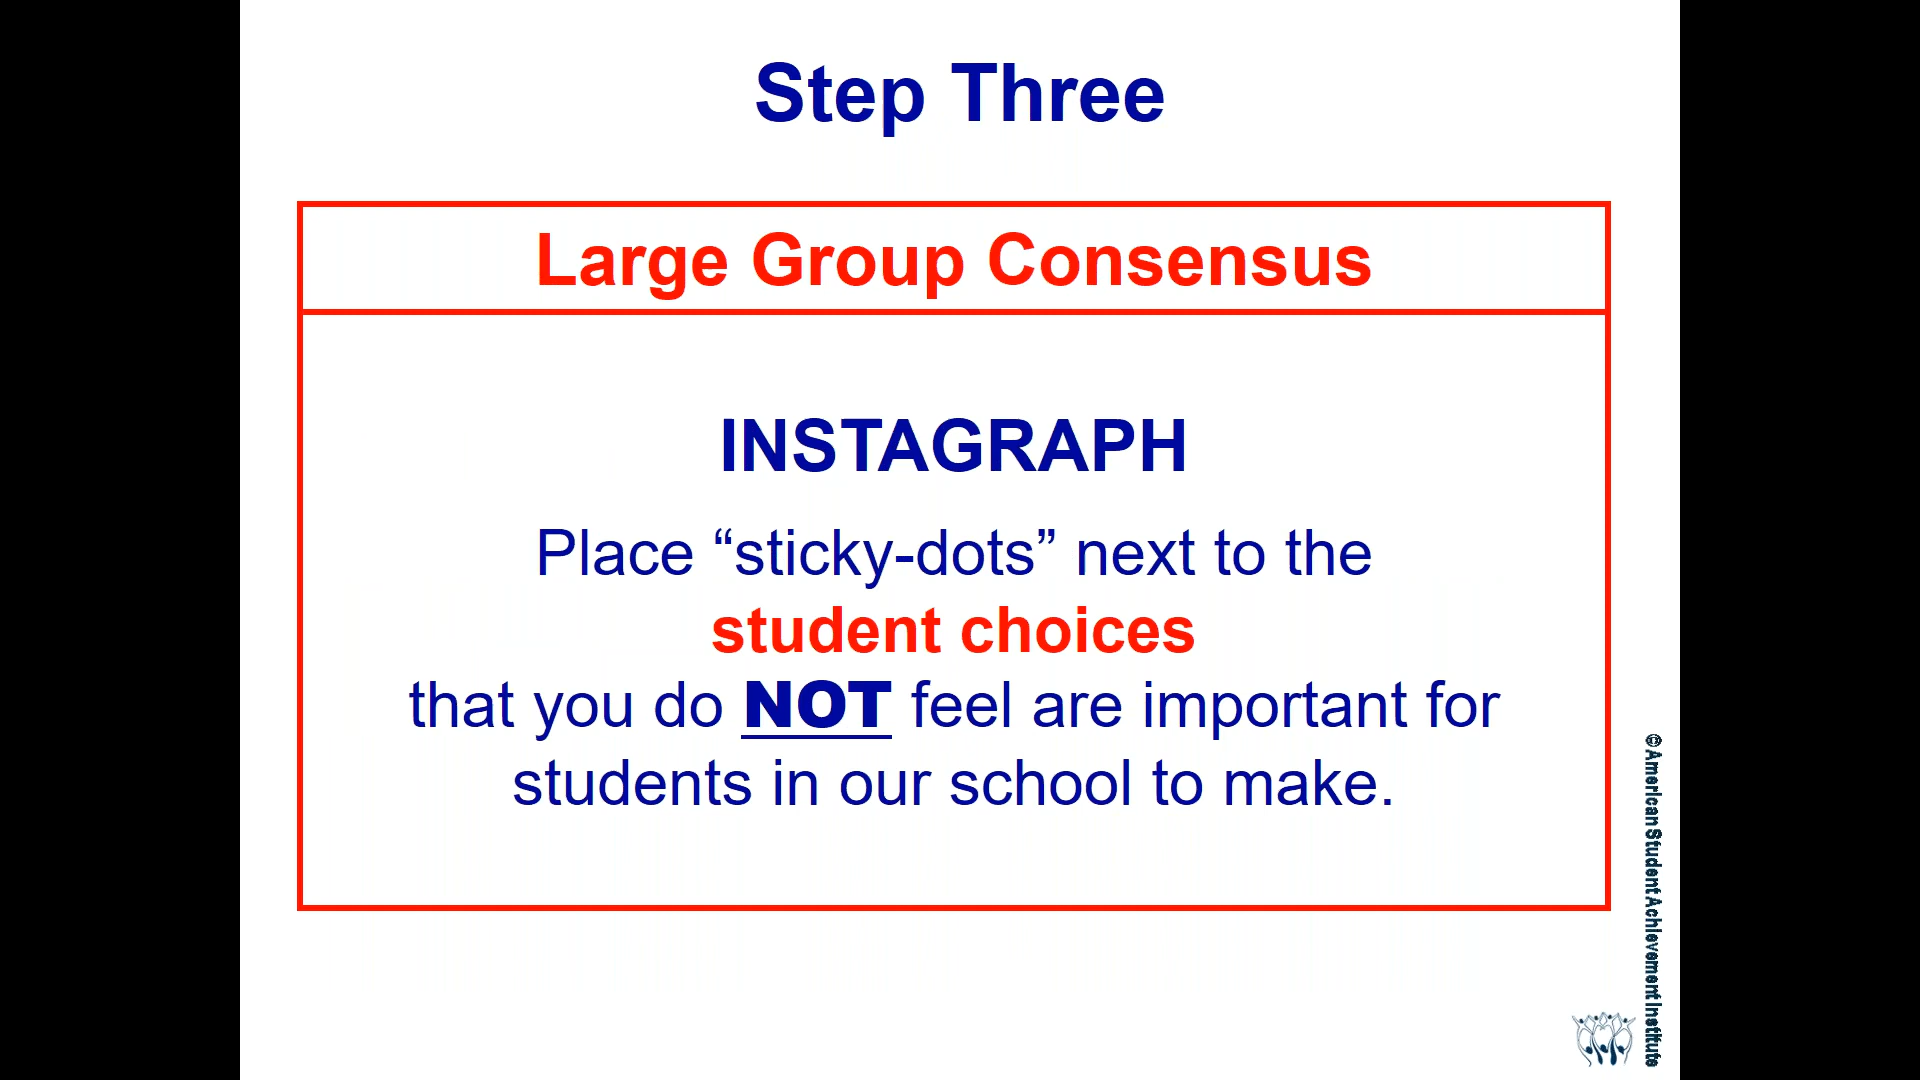 Step Three
Large Group Consensus
INSTAGRAPH
Place “sticky-dots” next to the
student choices
that you do NOT feel are important for
students in our school to make.
© American Student Achievement Institute